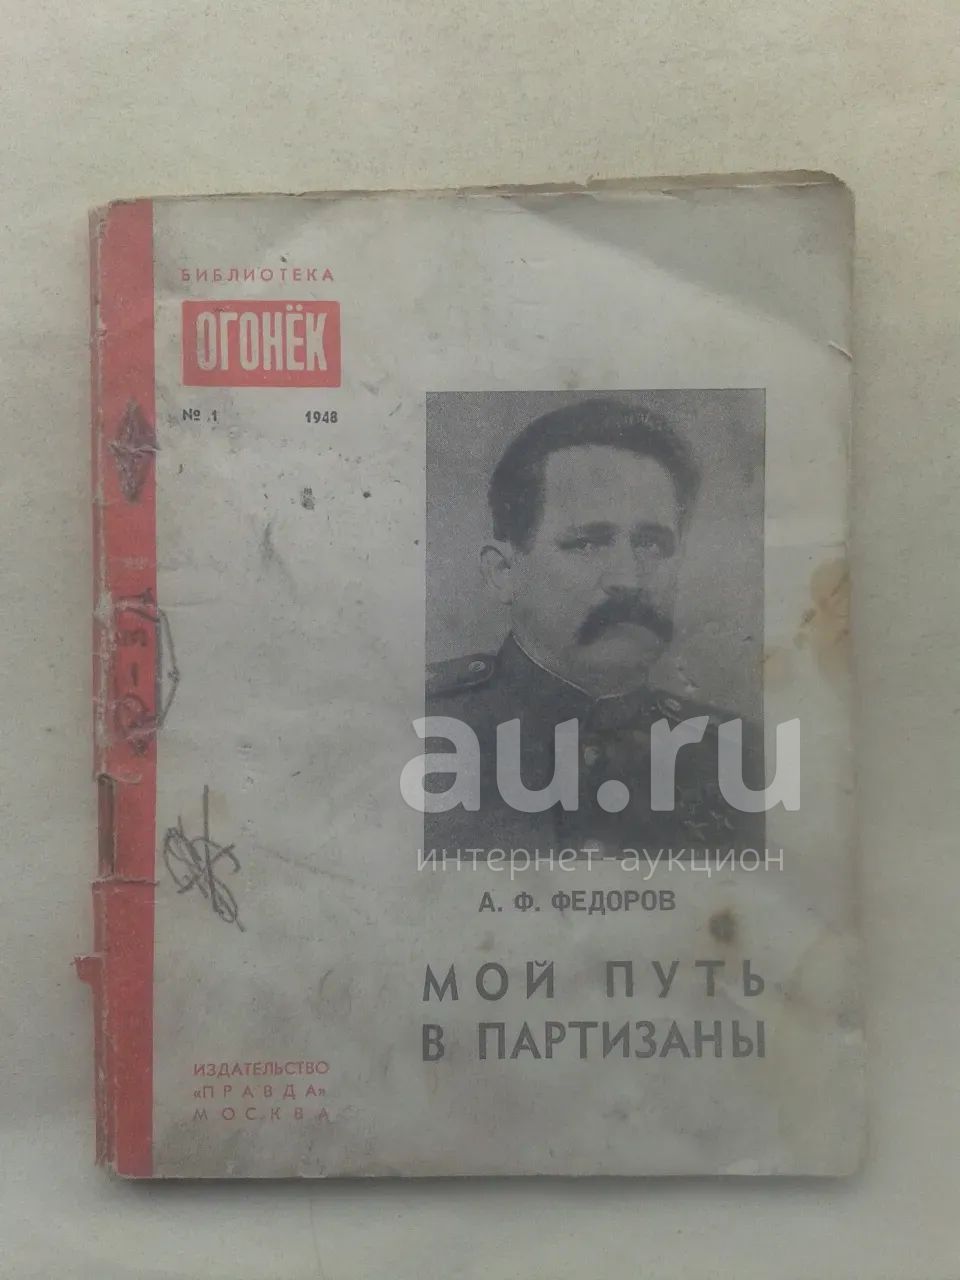 БИБЛИОТЕКА
ОГОНЁК
№ 1 1948
au.ru
интернет-аукцион
А. Ф. ФЕДОРОВ
МОЙ ПУТЬ
В ПАРТИЗАНЫ
ИЗДАТЕЛЬСТВО
«ПРАВДА»
МОСКВА